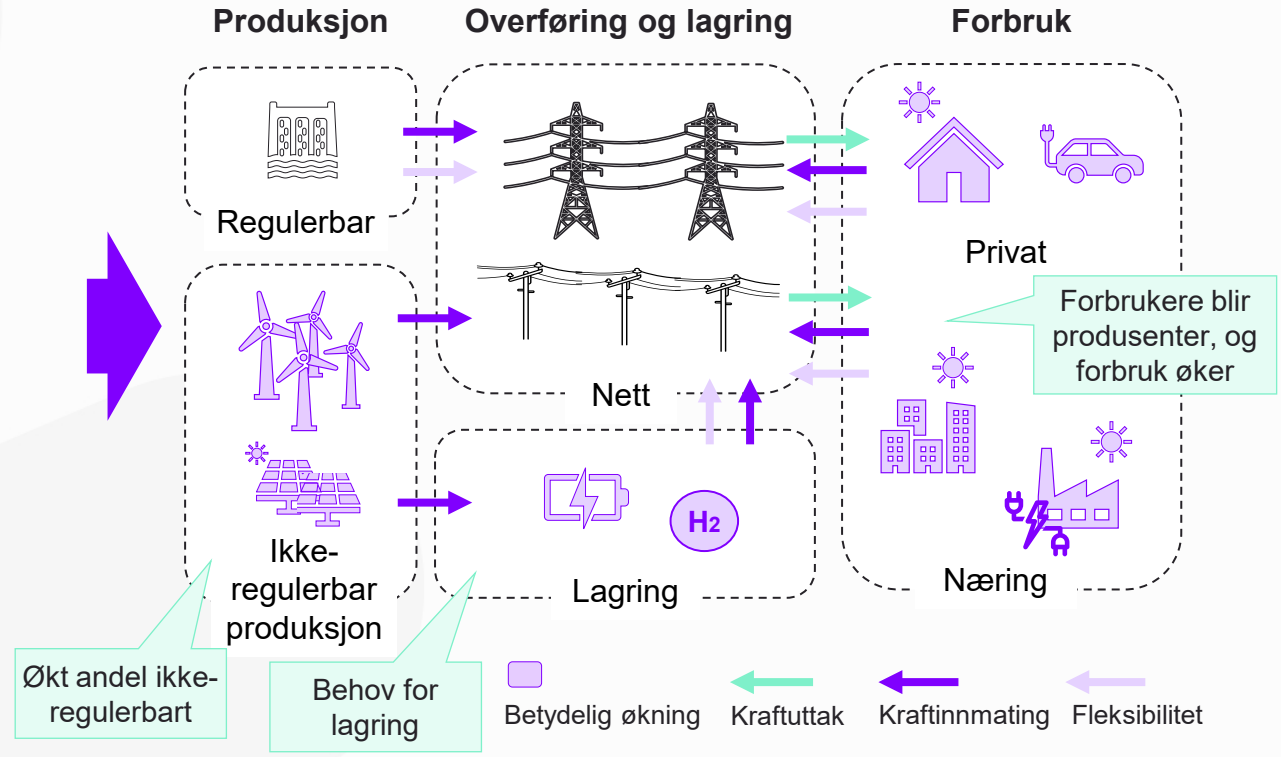 Produksjon
Overføring og lagring
Forbruk
Regulerbar
Nett
Privat
Forbrukere blir
produsenter, og
forbruk øker
Ikke-
regulerbar
produksjon
H2
Lagring
Næring
Økt andel ikke-
regulerbart
Behov for
lagring
Betydelig økning
Kraftuttak
Kraftinnmating
Fleksibilitet